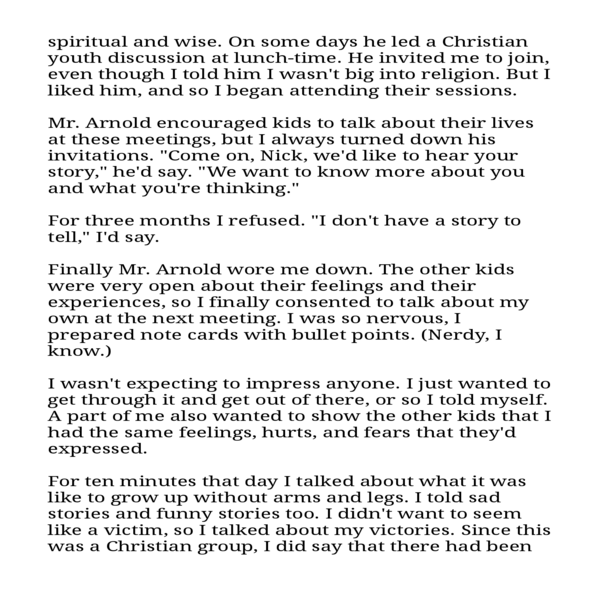 spiritual and wise. On some days he led a Christian
youth discussion at lunch-time. He invited me to join,
even though I told him I wasn't big into religion. But I
liked him, and so I began attending their sessions.
Mr. Arnold encouraged kids to talk about their lives
at these meetings, but I always turned down his
invitations. "Come on, Nick, we'd like to hear your
story," he'd say. "We want to know more about you
and what you're thinking."
For three months I refused. "I don't have a story to
tell," I'd say.
Finally Mr. Arnold wore me down. The other kids
were very open about their feelings and their
experiences, so I finally consented to talk about my
own at the next meeting. I was so nervous, I
prepared note cards with bullet points. (Nerdy, I
know.)
I wasn't expecting to impress anyone. I just wanted to
get through it and get out of there, or so I told myself.
A part of me also wanted to show the other kids that I
had the same feelings, hurts, and fears that they'd
expressed.
For ten minutes that day I talked about what it was
like to grow up without arms and legs. I told sad
stories and funny stories too. I didn't want to seem
like a victim, so I talked about my victories. Since this
was a Christian group, I did say that there had been